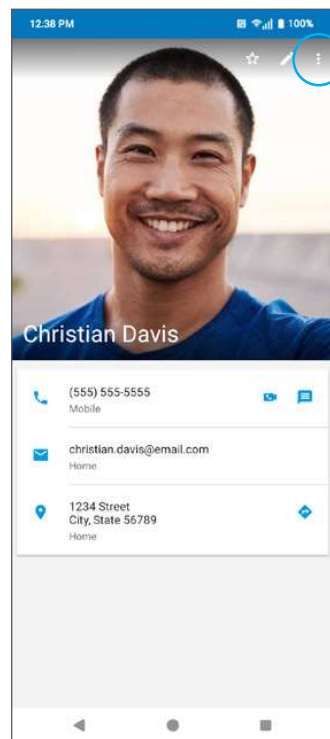 12:38 PM
100%
Christian Davis
(555) 555-5555
Mobile
christian.davis@email.com
Home
1234 Street
City, State 56789
Home